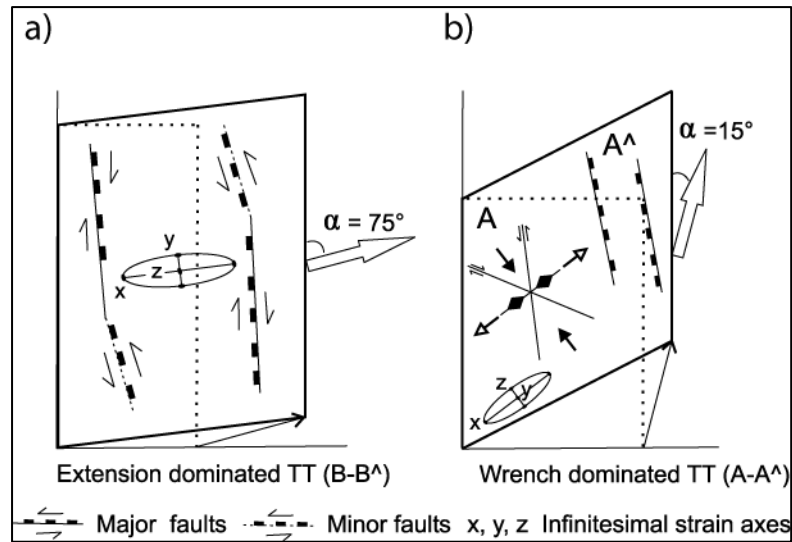 a)
b)
α = 75°
y
z
x
α = 15°
A^
A
z
y
x
Extension dominated TT (B-B^)
Wrench dominated TT (A-A^)
Major faults Minor faults x, y, z Infinitesimal strain axes